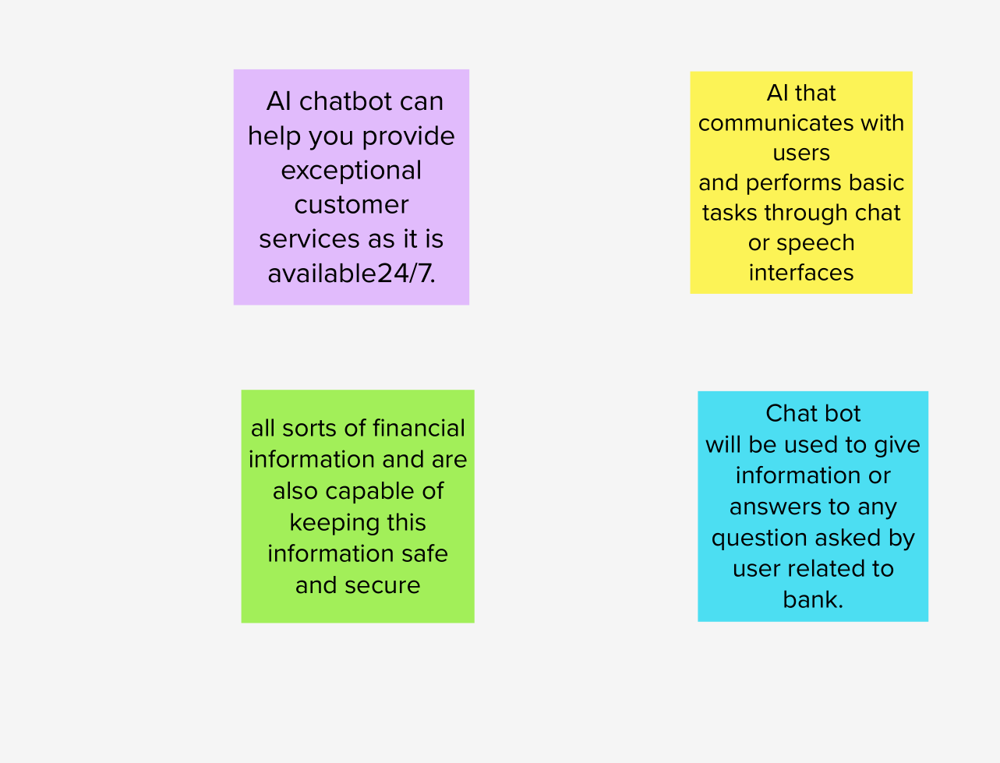 AI chatbot can
help you provide
exceptional
customer
services as it is
available24/7.
AI that
communicates with
users
and performs basic
tasks through chat
or speech
interfaces
all sorts of financial
information and are
also capable of
keeping this
information safe
and secure
Chat bot
will be used to give
information or
answers to any
question asked by
user related to
bank.